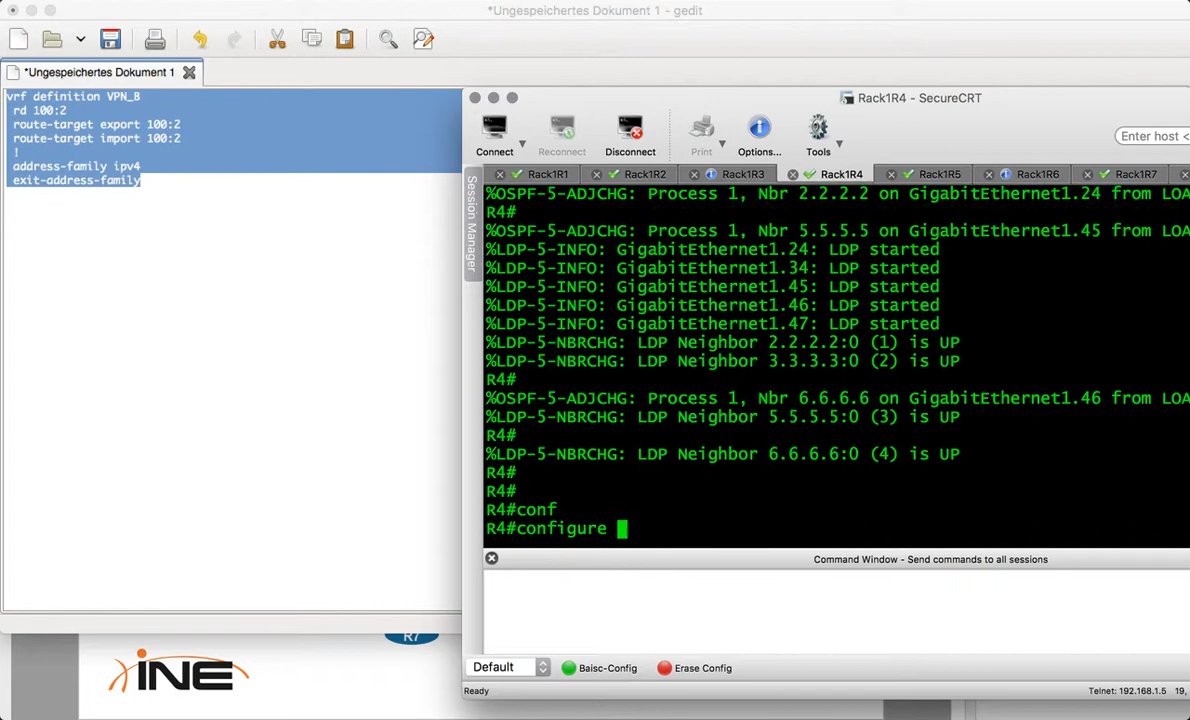 *Ungespeichertes Dokument 1 - gedit
*Ungespeichertes Dokument 1
vrf definition VPN_B
rd 100:2
route-target export 100:2
route-target import 100:2
!
address-family ipv4
exit-address-family
Rack1R4 - SecureCRT
Connect
Reconnect
Disconnect
Print
Options...
Tools
Enter host <
Session Manager
Rack1R1
Rack1R2
Rack1R3
Rack1R4
Rack1R5
Rack1R6
Rack1R7
%OSPF-5-ADJCHG: Process 1, Nbr 2.2.2.2 on GigabitEthernet1.24 from LOA
R4#
%OSPF-5-ADJCHG: Process 1, Nbr 5.5.5.5 on GigabitEthernet1.45 from LOA
%LDP-5-INFO: GigabitEthernet1.24: LDP started
%LDP-5-INFO: GigabitEthernet1.34: LDP started
%LDP-5-INFO: GigabitEthernet1.45: LDP started
%LDP-5-INFO: GigabitEthernet1.46: LDP started
%LDP-5-INFO: GigabitEthernet1.47: LDP started
%LDP-5-NBRCHG: LDP Neighbor 2.2.2.2:0 (1) is UP
%LDP-5-NBRCHG: LDP Neighbor 3.3.3.3:0 (2) is UP
R4#
%OSPF-5-ADJCHG: Process 1, Nbr 6.6.6.6 on GigabitEthernet1.46 from LOA
%LDP-5-NBRCHG: LDP Neighbor 5.5.5.5:0 (3) is UP
R4#
%LDP-5-NBRCHG: LDP Neighbor 6.6.6.6:0 (4) is UP
R4#
R4#
R4#conf
R4#configure
Command Window - Send commands to all sessions
Default
Baisc-Config
Erase Config
Ready
Telnet: 192.168.1.5
19,
R7
INE